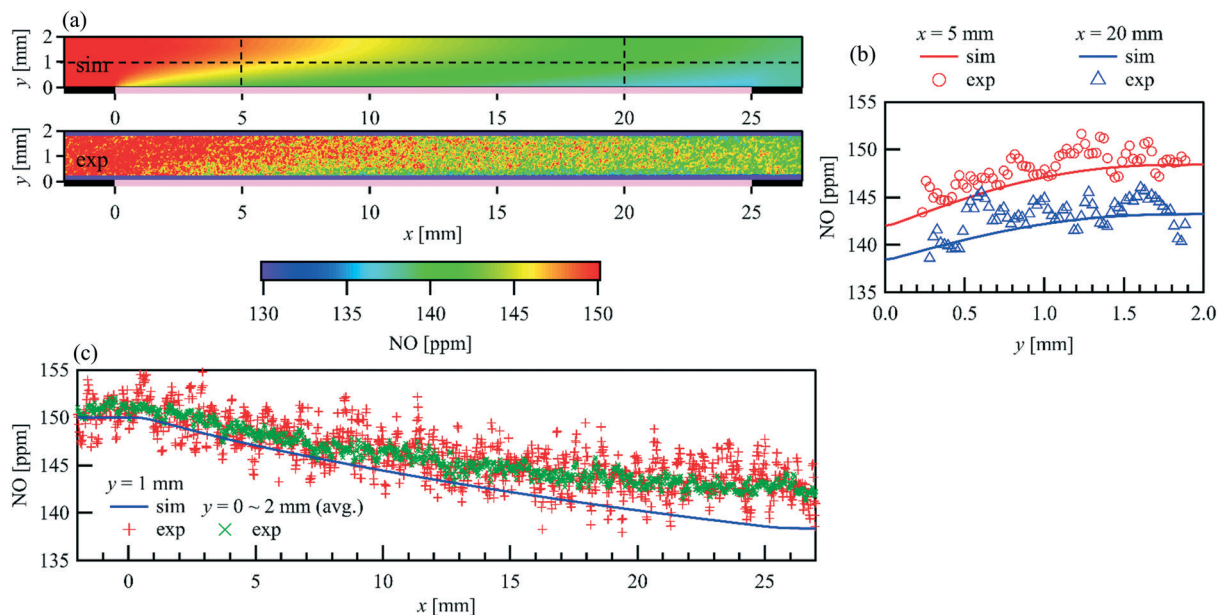 (a)
y [mm]
2
1
0
sim
0 5 10 15 20 25
y [mm]
2
1
0
exp
0 5 10 15 20 25
x [mm]
130 135 140 145 150
NO [ppm]
(b)
x = 5 mm x = 20 mm
sim sim
exp exp
155
150
145
140
135
NO [ppm]
0.0 0.5 1.0 1.5 2.0
y [mm]
(c)
155
150
145
140
135
NO [ppm]
y = 1 mm
sim y = 0 ~ 2 mm (avg.)
exp exp
0 5 10 15 20 25
x [mm]